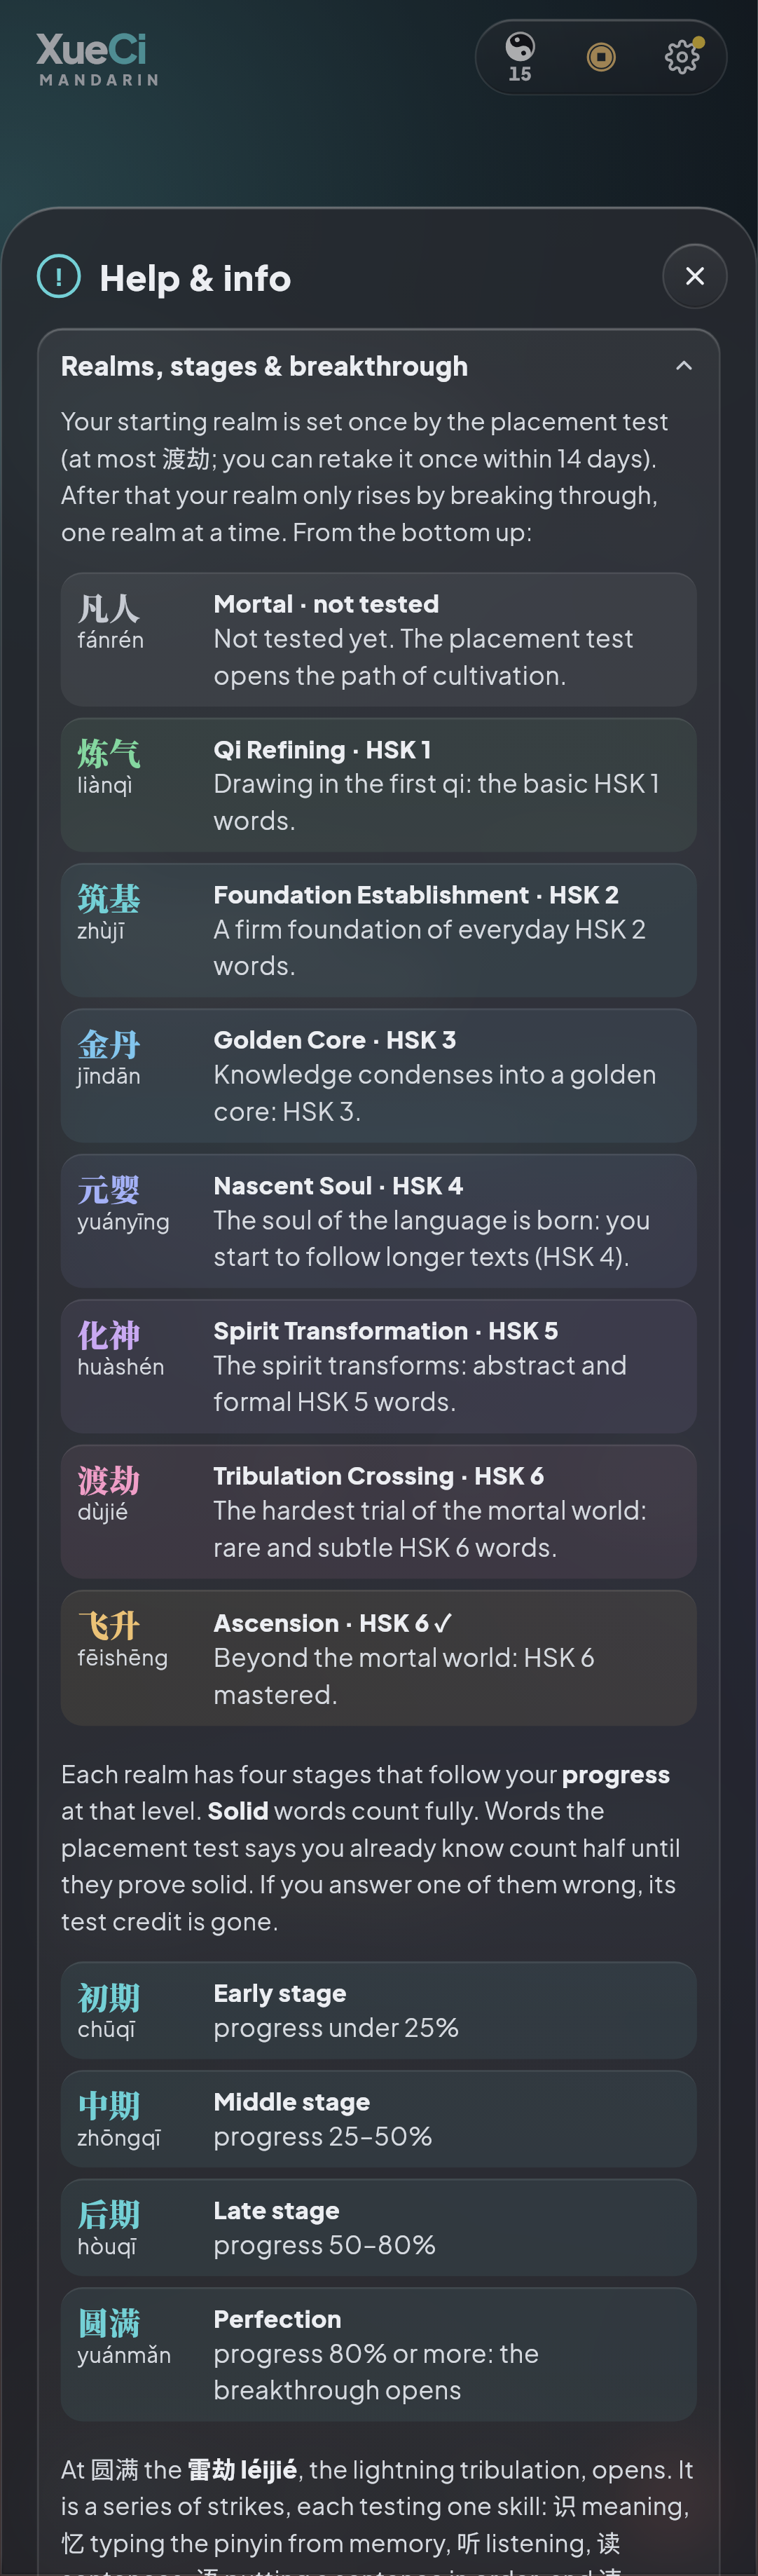 XueCi
MANDARIN
15
! Help & info
Realms, stages & breakthrough
Your starting realm is set once by the placement test
(at most 渡劫; you can retake it once within 14 days).
After that your realm only rises by breaking through,
one realm at a time. From the bottom up:
凡人
fánrén
Mortal · not tested
Not tested yet. The placement test
opens the path of cultivation.
炼气
liànqì
Qi Refining · HSK 1
Drawing in the first qi: the basic HSK 1
words.
筑基
zhùjī
Foundation Establishment · HSK 2
A firm foundation of everyday HSK 2
words.
金丹
jīndān
Golden Core · HSK 3
Knowledge condenses into a golden
core: HSK 3.
元婴
yuányīng
Nascent Soul · HSK 4
The soul of the language is born: you
start to follow longer texts (HSK 4).
化神
huàshén
Spirit Transformation · HSK 5
The spirit transforms: abstract and
formal HSK 5 words.
渡劫
dùjié
Tribulation Crossing · HSK 6
The hardest trial of the mortal world:
rare and subtle HSK 6 words.
飞升
fēishēng
Ascension · HSK 6 ✓
Beyond the mortal world: HSK 6
mastered.
Each realm has four stages that follow your progress
at that level. Solid words count fully. Words the
placement test says you already know count half until
they prove solid. If you answer one of them wrong, its
test credit is gone.
初期
chūqī
Early stage
progress under 25%
中期
zhōngqī
Middle stage
progress 25–50%
后期
hòuqī
Late stage
progress 50–80%
圆满
yuánmǎn
Perfection
progress 80% or more: the
breakthrough opens
At 圆满 the 雷劫 léijié, the lightning tribulation, opens. It
is a series of strikes, each testing one skill: 识 meaning,
忆 typing the pinyin from memory, 听 listening, 读